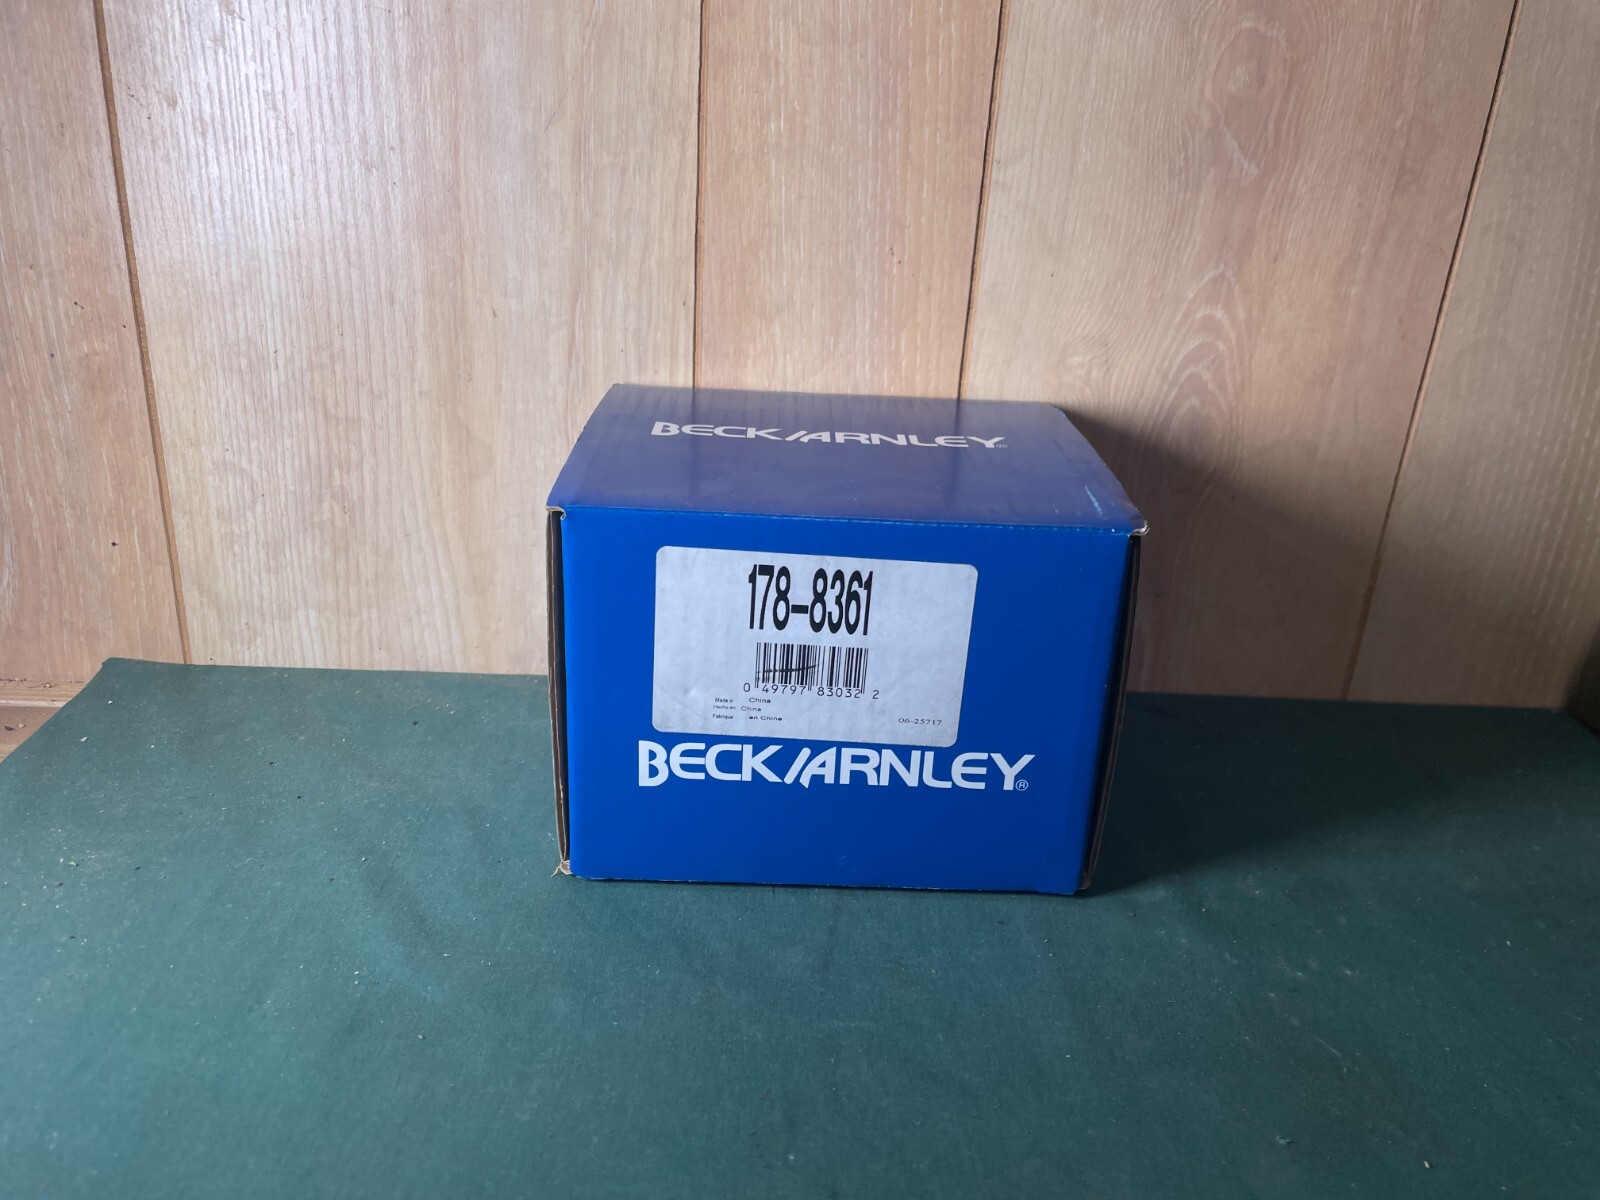 BECK/ARNLEY®
178-8361
0 49797 83032 2
Made in China
Hecho en China
Fabriqué en Chine
06-25717
BECK/ARNLEY®